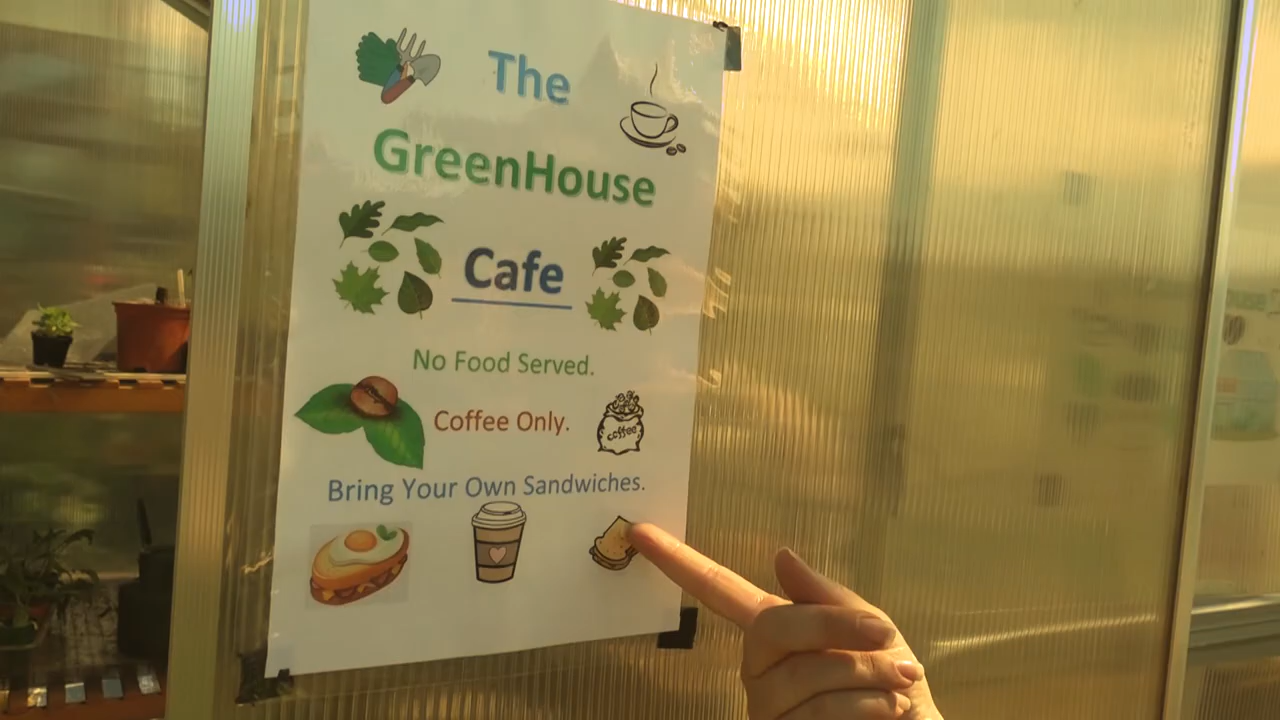 The
GreenHouse
Cafe
No Food Served.
Coffee Only.
coffee
Bring Your Own Sandwiches.